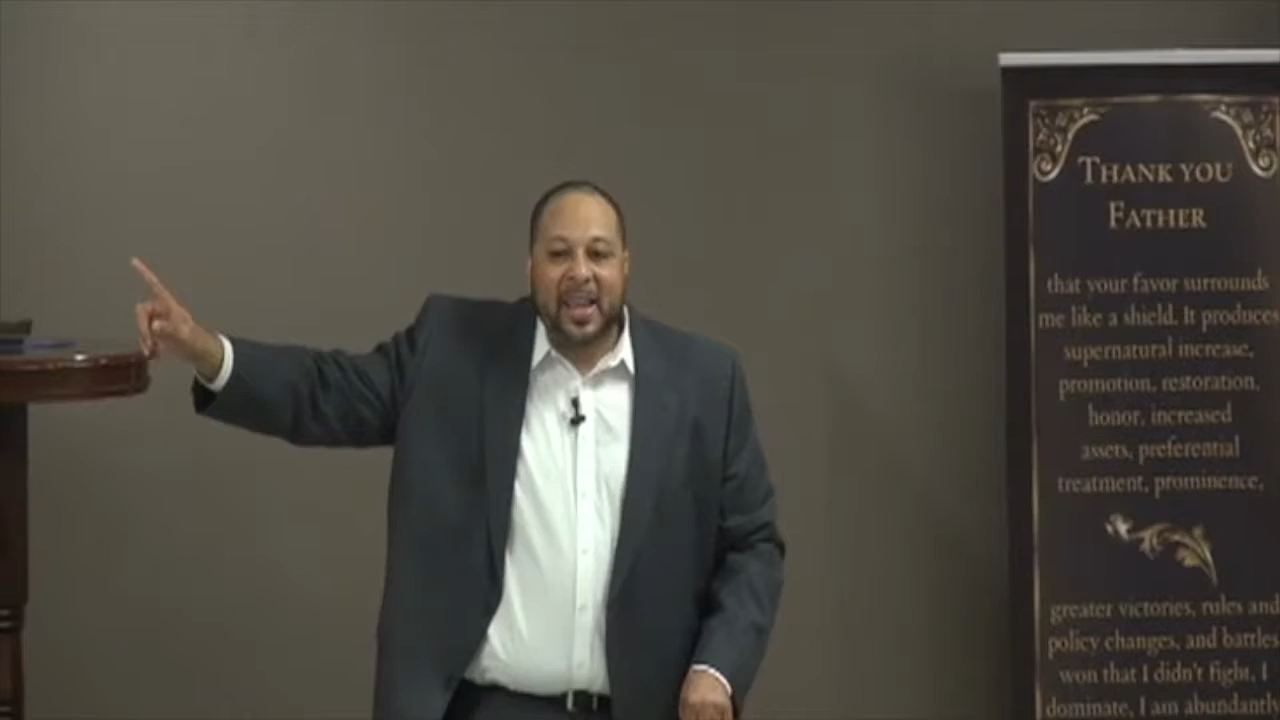 THANK YOU
FATHER
that your favor surrounds
me like a shield. It produces
supernatural increase,
promotion, restoration,
honor, increased
assets, preferential
treatment, prominence,
greater victories, rules and
policy changes, and battles
won that I didn't fight. I
dominate, I am abundantly